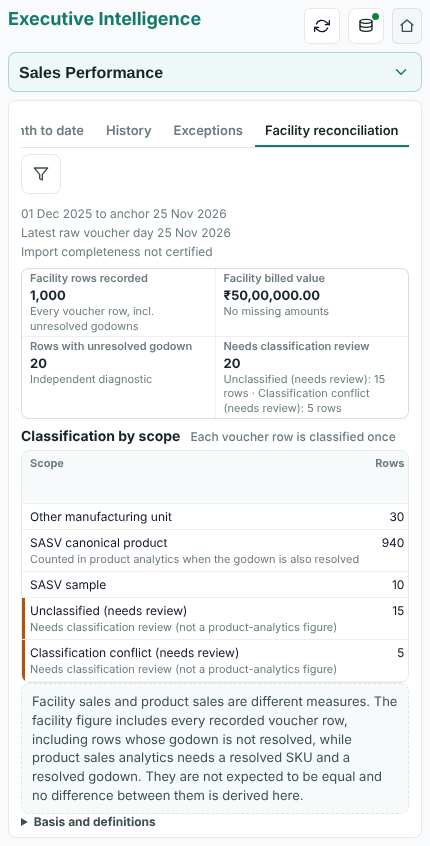 Executive Intelligence
Sales Performance
nth to date History Exceptions Facility reconciliation
01 Dec 2025 to anchor 25 Nov 2026
Latest raw voucher day 25 Nov 2026
Import completeness not certified
Facility rows recorded
1,000
Every voucher row, incl.
unresolved godowns
Facility billed value
₹50,00,000.00
No missing amounts
Rows with unresolved godown
20
Independent diagnostic
Needs classification review
20
Unclassified (needs review): 15
rows · Classification conflict
(needs review): 5 rows
Classification by scope Each voucher row is classified once
Scope Rows
Other manufacturing unit 30
SASV canonical product 940
Counted in product analytics when the godown is also resolved
SASV sample 10
Unclassified (needs review) 15
Needs classification review (not a product-analytics figure)
Classification conflict (needs review) 5
Needs classification review (not a product-analytics figure)
Facility sales and product sales are different measures. The
facility figure includes every recorded voucher row,
including rows whose godown is not resolved, while
product sales analytics needs a resolved SKU and a
resolved godown. They are not expected to be equal and
no difference between them is derived here.
Basis and definitions